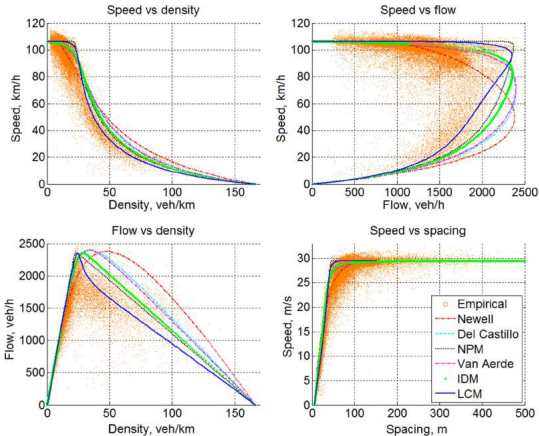 Speed vs density
Speed, km/h
120
100
80
60
40
20
0
0 50 100 150
Density, veh/km
Speed vs flow
Speed, km/h
120
100
80
60
40
20
0
0 500 1000 1500 2000 2500
Flow, veh/h
Flow vs density
Flow, veh/h
2500
2000
1500
1000
500
0
0 50 100 150
Density, veh/km
Speed vs spacing
Speed, m/s
30
25
20
15
10
5
0
0 100 200 300 400 500
Spacing, m
Empirical
Newell
Del Castillo
NPM
Van Aerde
IDM
LCM